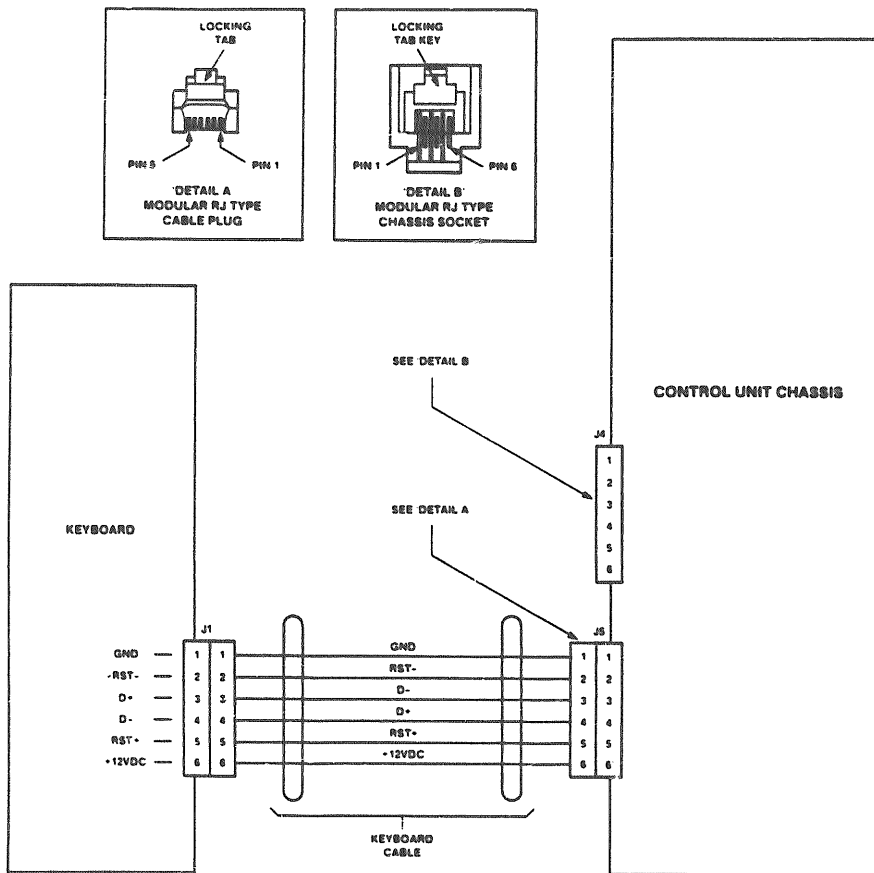 LOCKING
TAB
PIN 5
PIN 1
'DETAIL A'
MODULAR RJ TYPE
CABLE PLUG
LOCKING
TAB KEY
PIN 1
PIN 6
'DETAIL B'
MODULAR RJ TYPE
CHASSIS SOCKET
CONTROL UNIT CHASSIS
SEE 'DETAIL B
J4
1
2
3
4
5
6
SEE 'DETAIL A
KEYBOARD
J1
J5
GND 1 1 GND 1 1
-RST- 2 2 RST- 2 2
D+ 3 3 D- 3 3
D- 4 4 D+ 4 4
RST+ 5 5 RST+ 5 5
+12VDC 6 6 +12VDC 6 6
KEYBOARD
CABLE